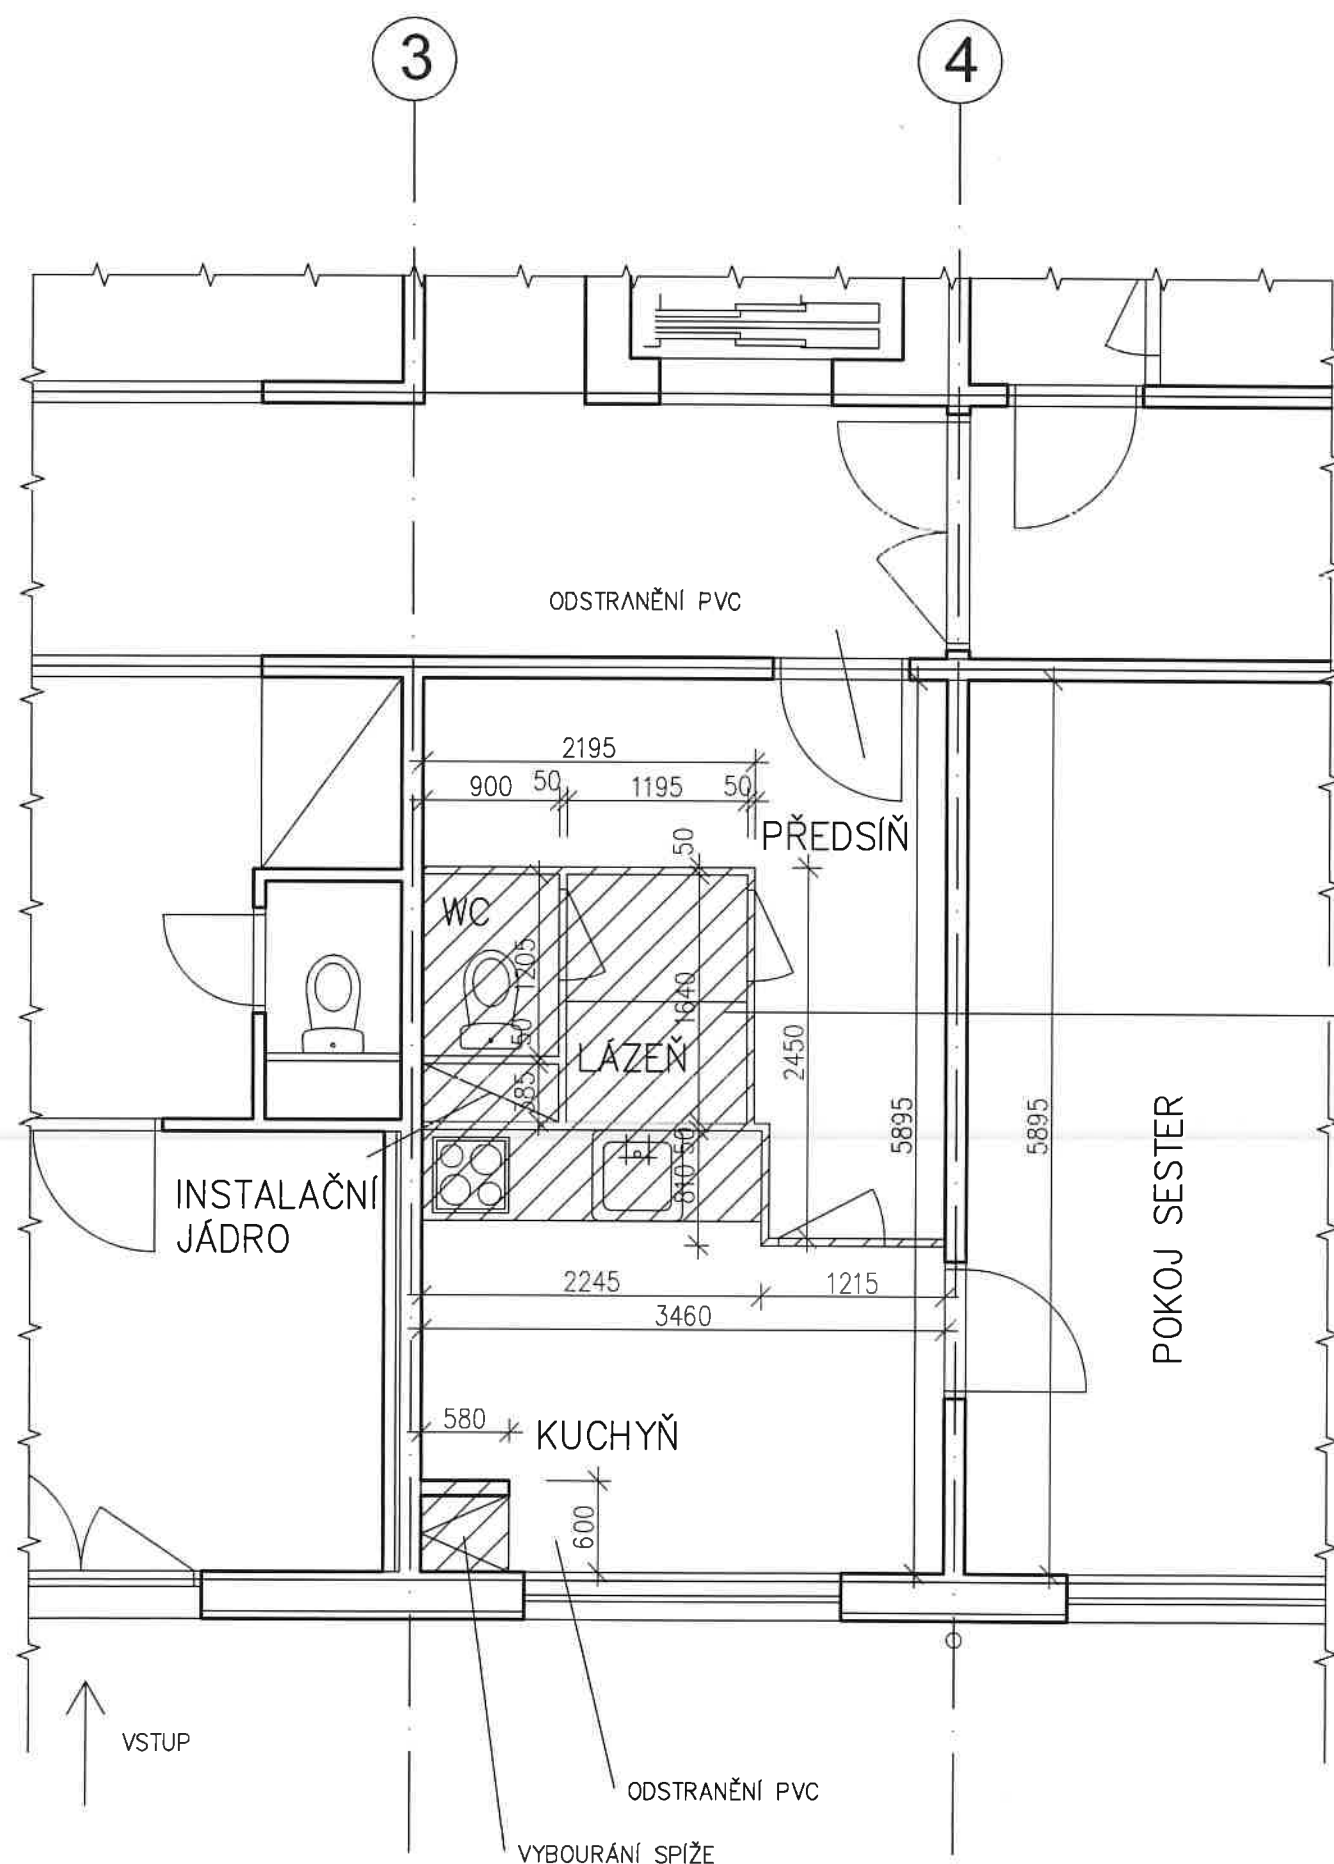 3
4
ODSTRANĚNÍ PVC
2195
900
50
1195
50
PŘEDSÍŇ
50
WC
1205
1640
50
LÁZEŇ
2450
385
5895
5895
50
810
INSTALAČNÍ
JÁDRO
POKOJ SESTER
2245
1215
3460
580
KUCHYŇ
600
VSTUP
ODSTRANĚNÍ PVC
VYBOURÁNÍ SPÍŽE